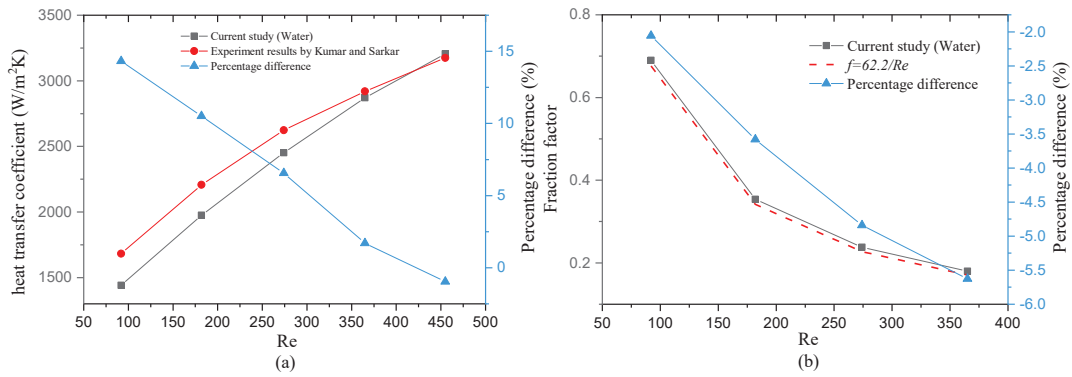 heat transfer coefficient (W/m²K)
3500
3000
2500
2000
1500
Current study (Water)
Experiment results by Kumar and Sarkar
Percentage difference
15
10
5
0
Percentage difference (%)
50 100 150 200 250 300 350 400 450 500
Re
(a)
Fraction factor
0.8
0.6
0.4
0.2
Current study (Water)
f=62.2/Re
Percentage difference
-2.0
-2.5
-3.0
-3.5
-4.0
-4.5
-5.0
-5.5
-6.0
Percentage difference (%)
50 100 150 200 250 300 350 400
Re
(b)